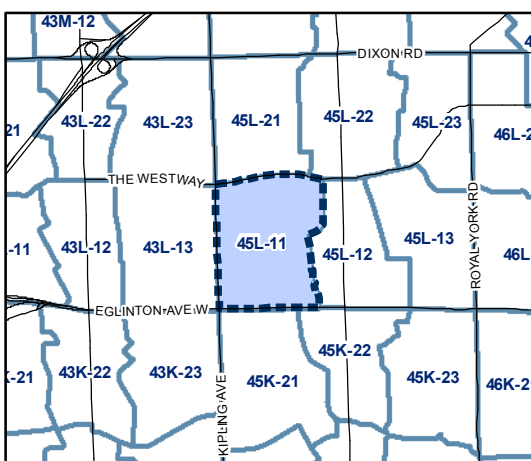 43M-12
DIXON RD
4
21
43L-22
43L-23
45L-21
45L-22
45L-23
46L-2
THE WESTWAY
ROYAL YORK RD
-11
43L-12
43L-13
45L-11
45L-12
45L-13
46L
EGLINTON AVE W
K-21
43K-22
43K-23
KIPLING AVE
45K-21
45K-22
45K-23
46K-2